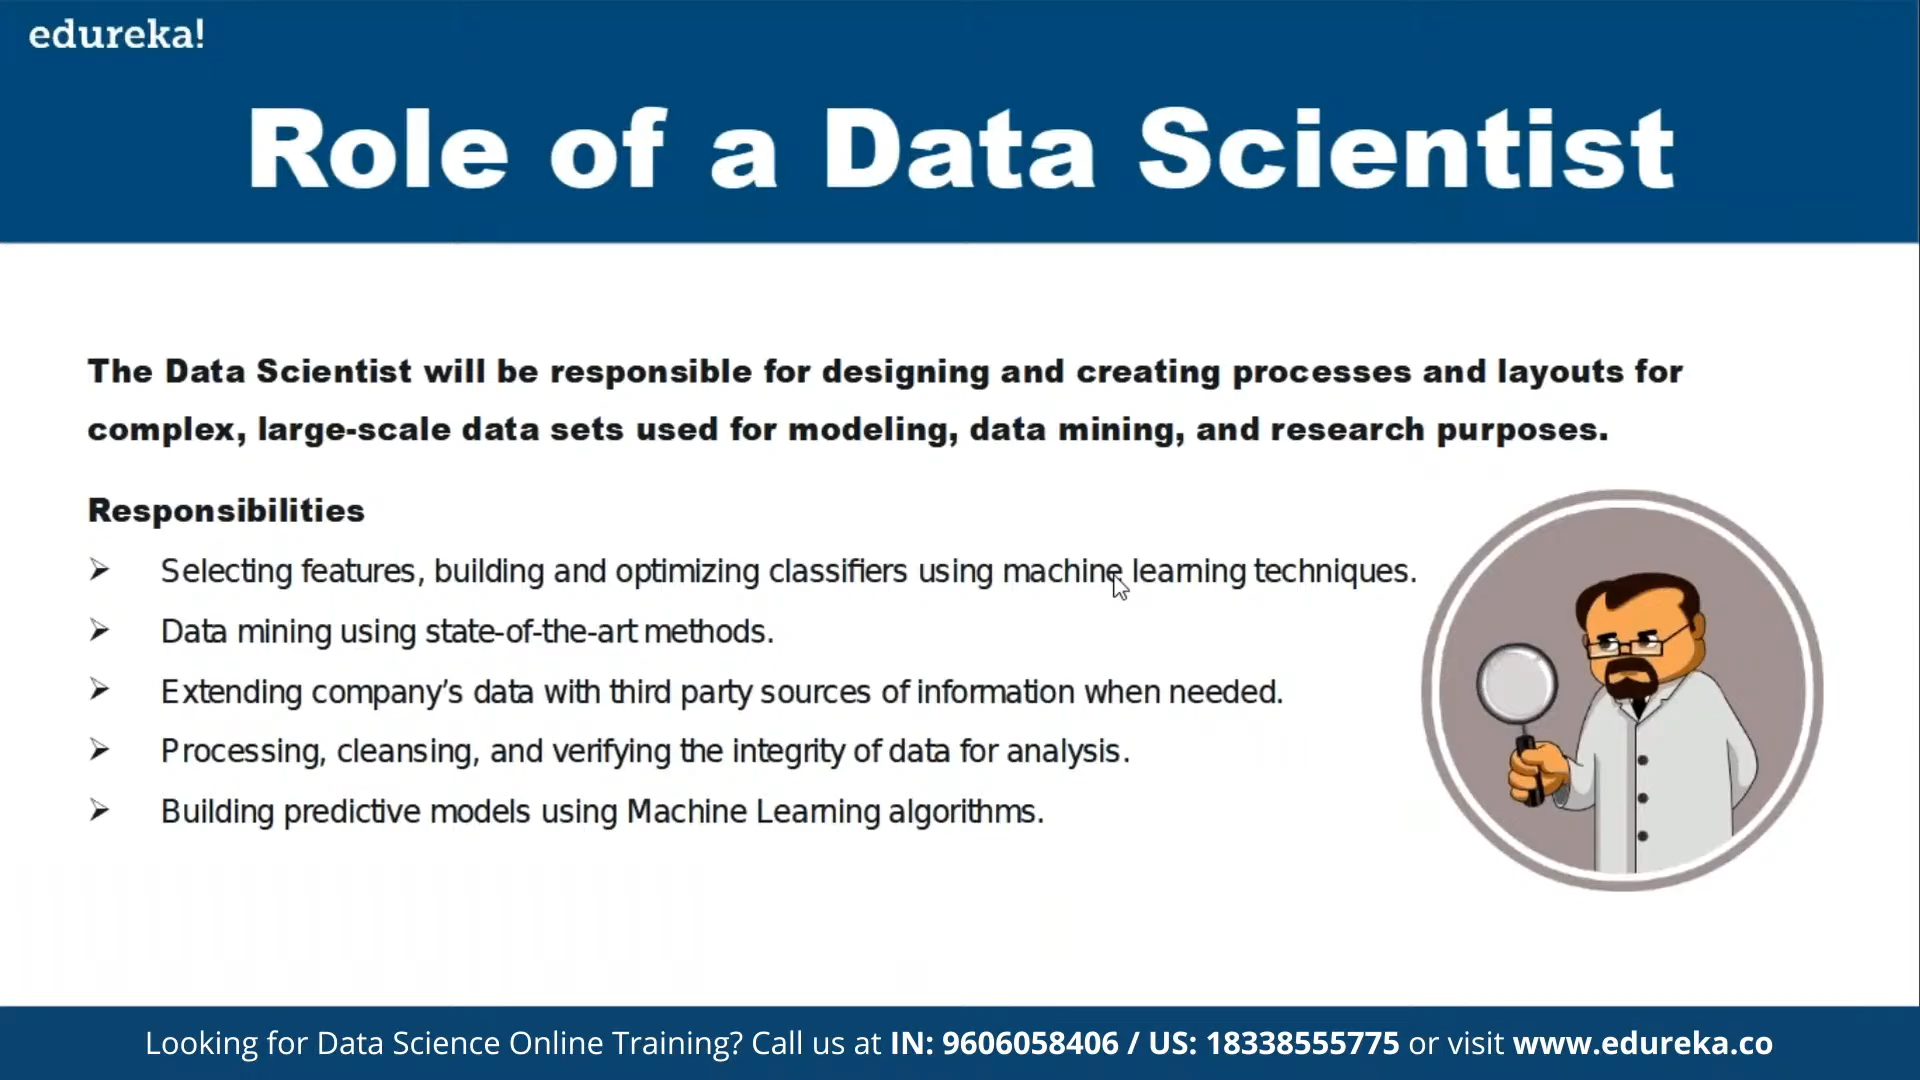 edureka!
Role of a Data Scientist
The Data Scientist will be responsible for designing and creating processes and layouts for
complex, large-scale data sets used for modeling, data mining, and research purposes.
Responsibilities
➢ Selecting features, building and optimizing classifiers using machine learning techniques.
➢ Data mining using state-of-the-art methods.
➢ Extending company’s data with third party sources of information when needed.
➢ Processing, cleansing, and verifying the integrity of data for analysis.
➢ Building predictive models using Machine Learning algorithms.
Looking for Data Science Online Training? Call us at IN: 9606058406 / US: 18338555775 or visit www.edureka.co